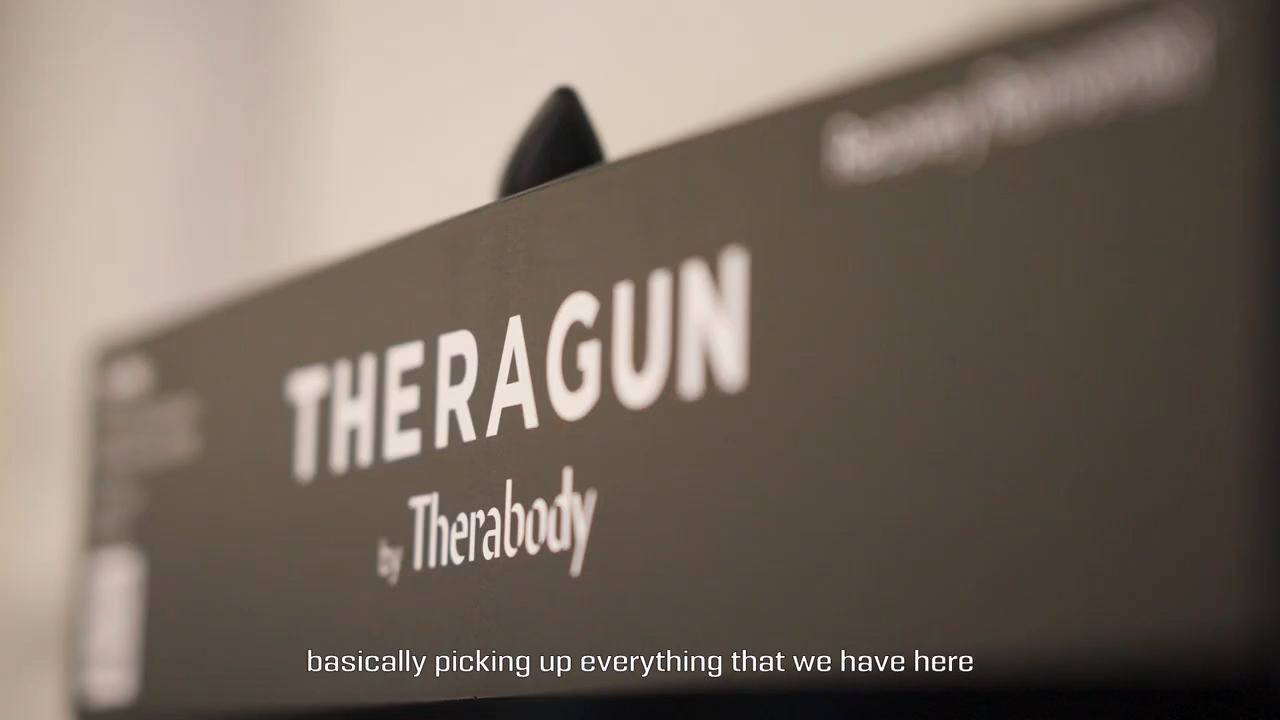 THERAGUN
by Therabody
basically picking up everything that we have here